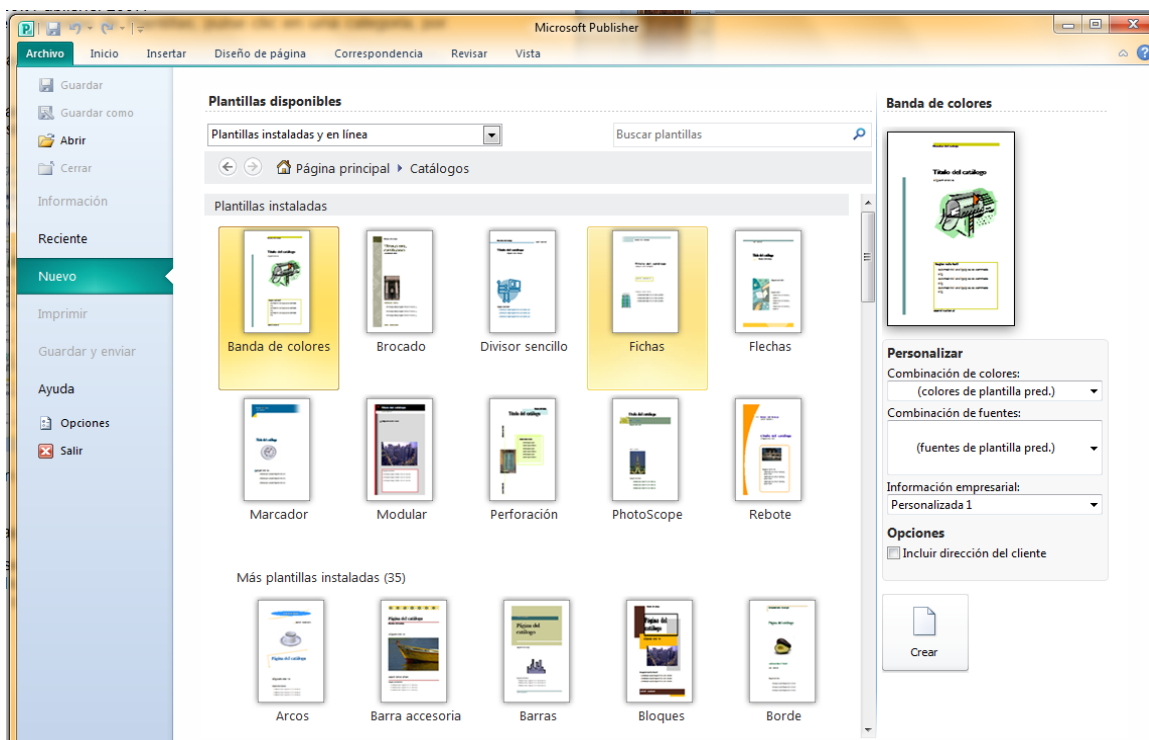 Microsoft Publisher
Archivo Inicio Insertar Diseño de página Correspondencia Revisar Vista
Guardar
Guardar como
Abrir
Cerrar
Información
Reciente
Nuevo
Imprimir
Guardar y enviar
Ayuda
Opciones
Salir
Plantillas disponibles
Plantillas instaladas y en línea
Buscar plantillas
Página principal Catálogos
Plantillas instaladas
Banda de colores Brocado Divisor sencillo Fichas Flechas
Marcador Modular Perforación PhotoScope Rebote
Más plantillas instaladas (35)
Arcos Barra accesoria Barras Bloques Borde
Banda de colores
Título del catálogo
Personalizar
Combinación de colores:
(colores de plantilla pred.)
Combinación de fuentes:
(fuentes de plantilla pred.)
Información empresarial:
Personalizada 1
Opciones
Incluir dirección del cliente
Crear